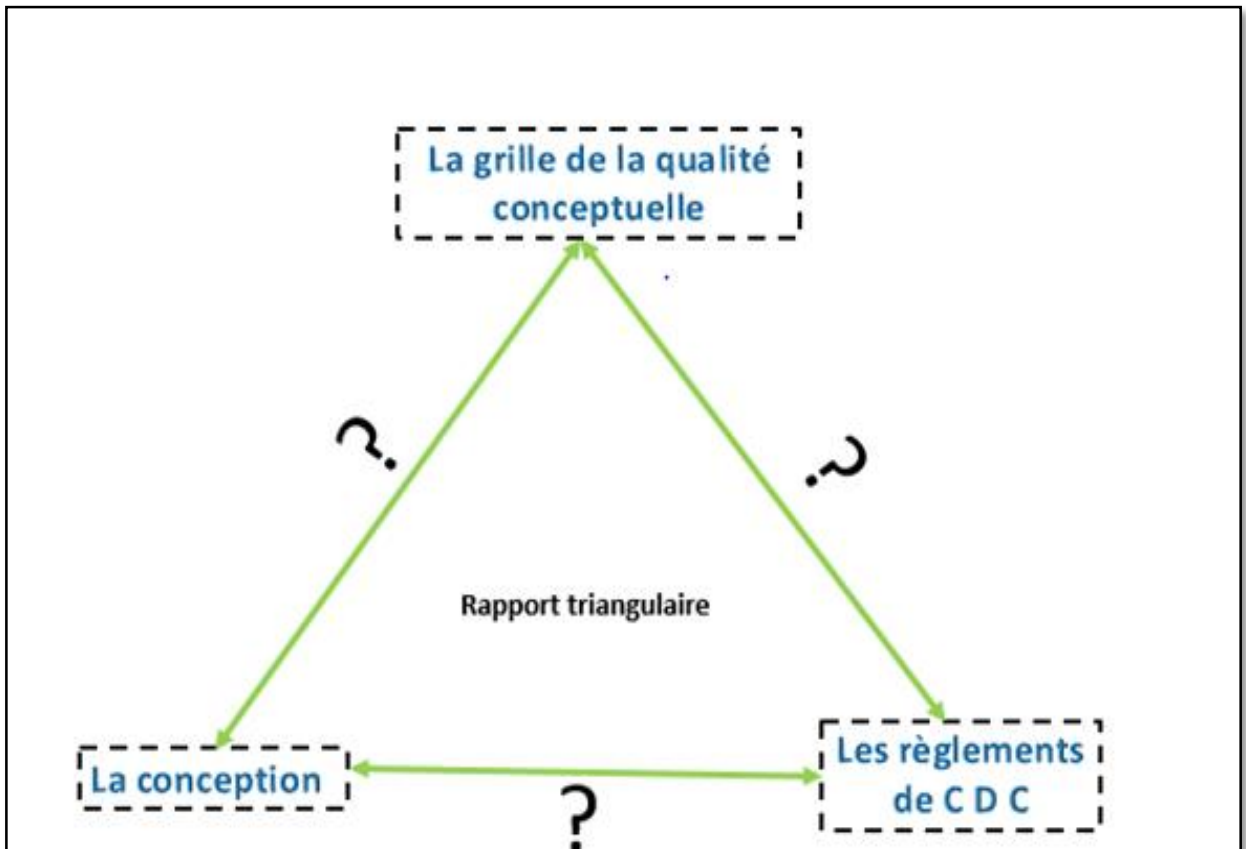 La grille de la qualité
conceptuelle
?
?
Rapport triangulaire
La conception
Les règlements
de C D C
?